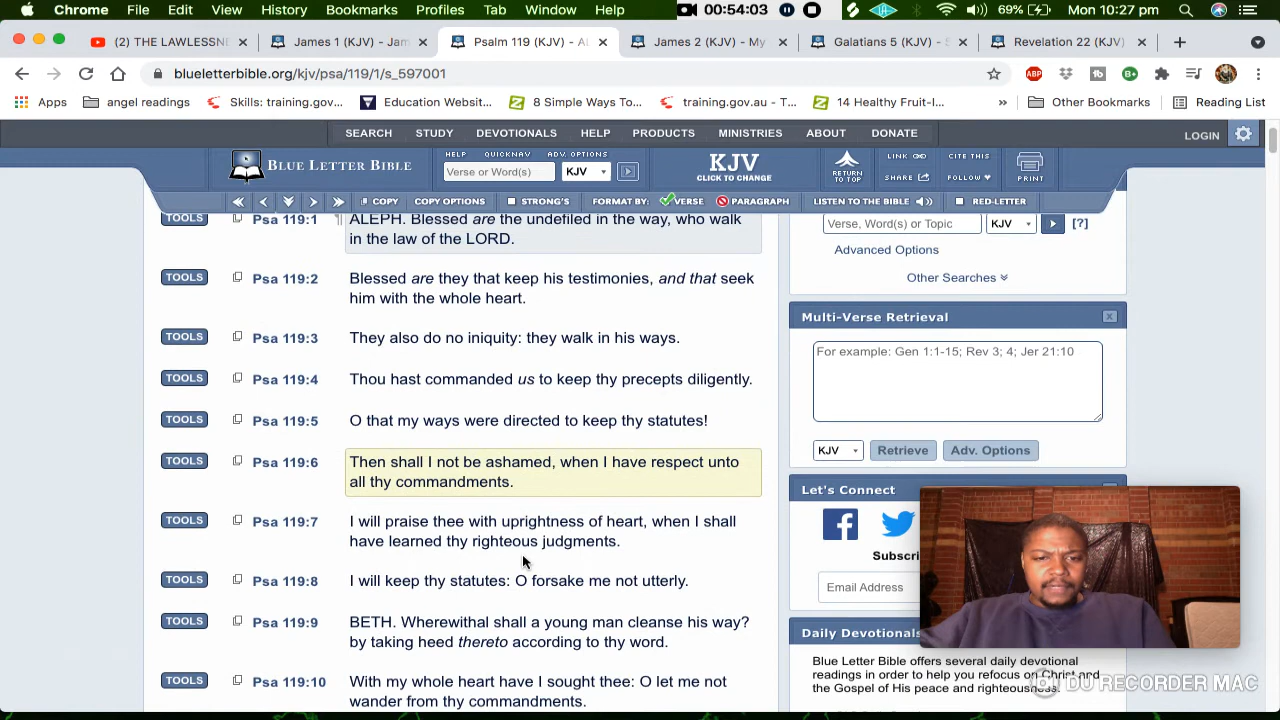 Chrome File Edit View History Bookmarks Profiles Tab Window Help 00:54:03 69% Mon 10:27 pm
(2) THE LAWLESSNE James 1 (KJV) - Jam Psalm 119 (KJV) - AL James 2 (KJV) - My Galatians 5 (KJV) - S Revelation 22 (KJV)
blueletterbible.org/kjv/psa/119/1/s_597001
Apps angel readings Skills: training.gov... Education Websit... 8 Simple Ways To... training.gov.au - T... 14 Healthy Fruit-I... » Other Bookmarks Reading List
SEARCH STUDY DEVOTIONALS HELP PRODUCTS MINISTRIES ABOUT DONATE LOGIN
BLUE LETTER BIBLE
HELP QUICKNAV ADV. OPTIONS
Verse or Word(s) KJV
KJV
CLICK TO CHANGE
RETURN
TO TOP
LINK CITE THIS
SHARE FOLLOW
PRINT
COPY COPY OPTIONS STRONG'S FORMAT BY: VERSE PARAGRAPH LISTEN TO THE BIBLE RED-LETTER
TOOLS Psa 119:1 ¶ ALEPH. Blessed are the undefiled in the way, who walk
in the law of the LORD.
TOOLS Psa 119:2 Blessed are they that keep his testimonies, and that seek
him with the whole heart.
TOOLS Psa 119:3 They also do no iniquity: they walk in his ways.
TOOLS Psa 119:4 Thou hast commanded us to keep thy precepts diligently.
TOOLS Psa 119:5 O that my ways were directed to keep thy statutes!
TOOLS Psa 119:6 Then shall I not be ashamed, when I have respect unto
all thy commandments.
TOOLS Psa 119:7 I will praise thee with uprightness of heart, when I shall
have learned thy righteous judgments.
TOOLS Psa 119:8 I will keep thy statutes: O forsake me not utterly.
TOOLS Psa 119:9 BETH. Wherewithal shall a young man cleanse his way?
by taking heed thereto according to thy word.
TOOLS Psa 119:10 With my whole heart have I sought thee: O let me not
wander from thy commandments.
Verse, Word(s) or Topic KJV [?]
Advanced Options
Other Searches
Multi-Verse Retrieval
For example: Gen 1:1-15; Rev 3; 4; Jer 21:10
KJV Retrieve Adv. Options
Let's Connect
Subscri
Email Address
Daily Devotionals
Blue Letter Bible offers several daily devotional
readings in order to help you refocus on Christ and
the Gospel of His peace and righteousness.
DU RECORDER MAC